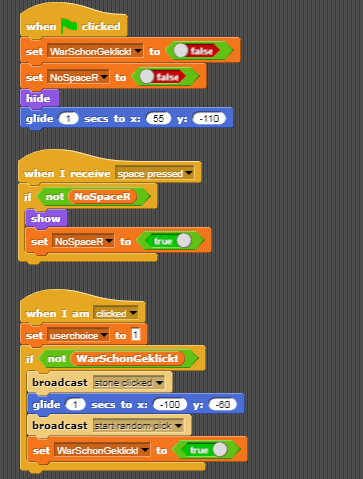 when clicked
set WarSchonGeklickt to false
set NoSpaceR to false
hide
glide 1 secs to x: 55 y: -110
when I receive space pressed
if not NoSpaceR
show
set NoSpaceR to true
when I am clicked
set userchoice to 1
if not WarSchonGeklickt
broadcast stone clicked
glide 1 secs to x: -100 y: -60
broadcast start random pick
set WarSchonGeklickt to true